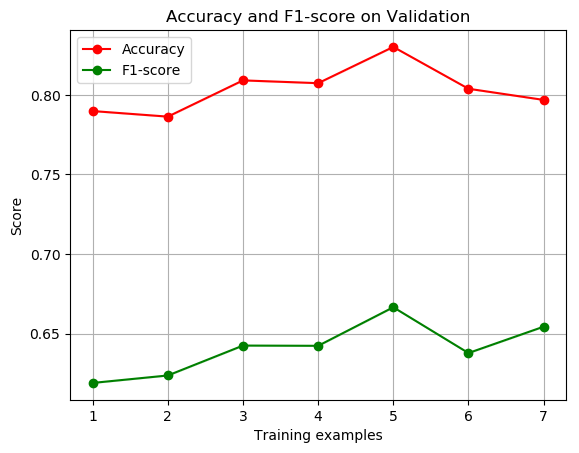 Accuracy and F1-score on Validation
Accuracy
F1-score
0.80
0.75
0.70
0.65
Score
1 2 3 4 5 6 7
Training examples